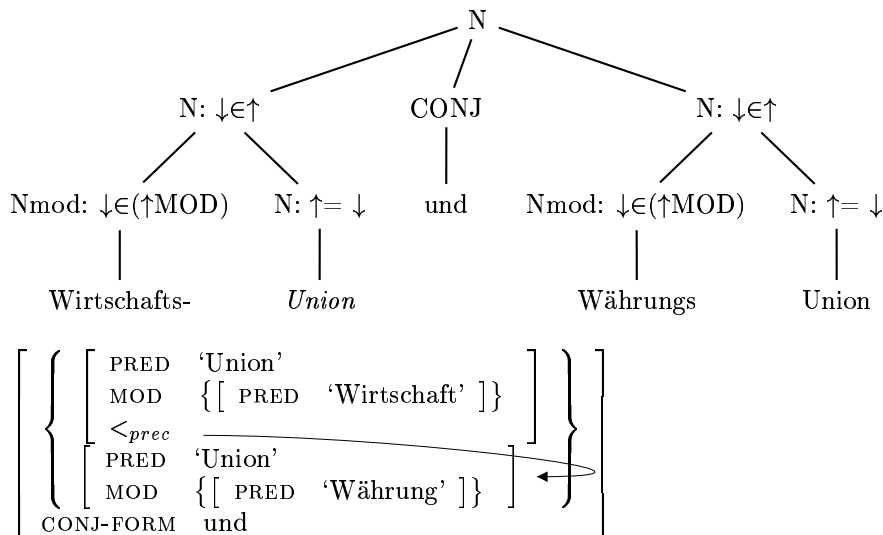 N
N: ↓∈↑ CONJ N: ↓∈↑
Nmod: ↓∈(↑MOD) N: ↑= ↓ und Nmod: ↓∈(↑MOD) N: ↑= ↓
Wirtschafts- Union Währungs Union
PRED ‘Union’
MOD {[ PRED ‘Wirtschaft’ ]}
<prec
PRED ‘Union’
MOD {[ PRED ‘Währung’ ]}
CONJ-FORM und